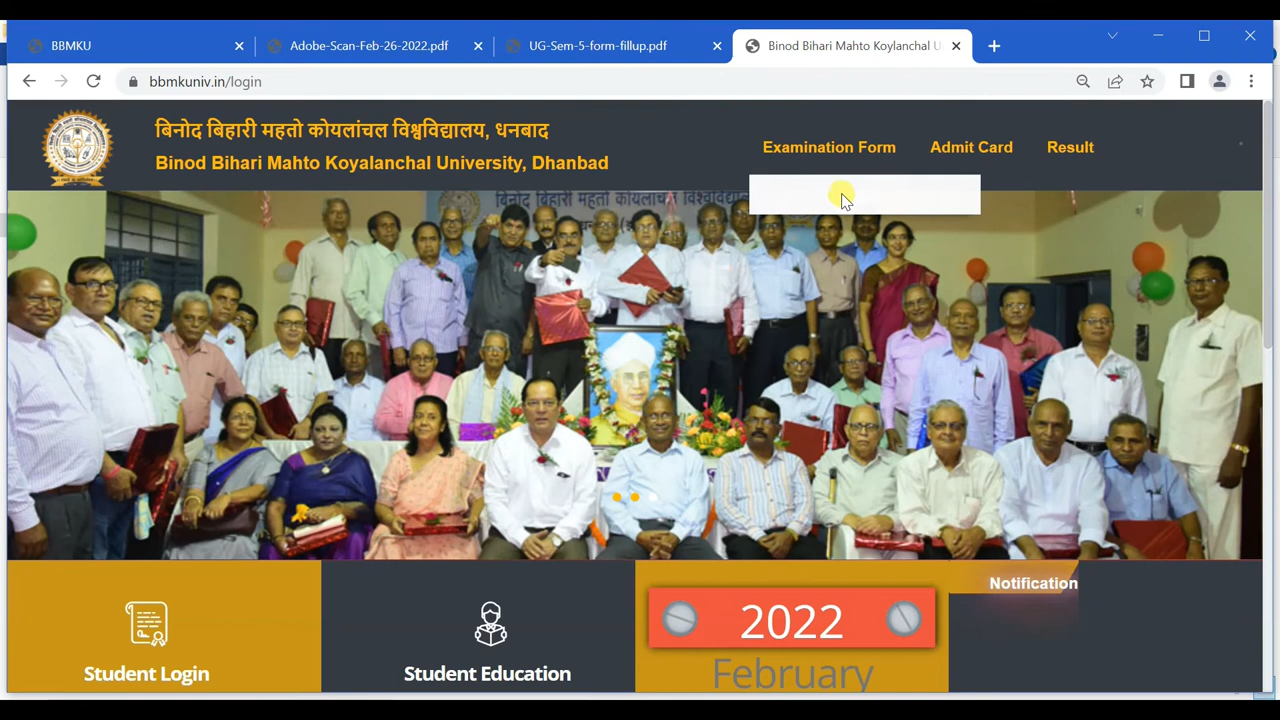 BBMKU
Adobe-Scan-Feb-26-2022.pdf
UG-Sem-5-form-fillup.pdf
Binod Bihari Mahto Koylanchal U
bbmkuniv.in/login
बिनोद बिहारी महतो कोयलांचल विश्वविद्यालय, धनबाद
Binod Bihari Mahto Koyalanchal University, Dhanbad
Examination Form
Admit Card
Result
Notification
2022
February
Student Login
Student Education